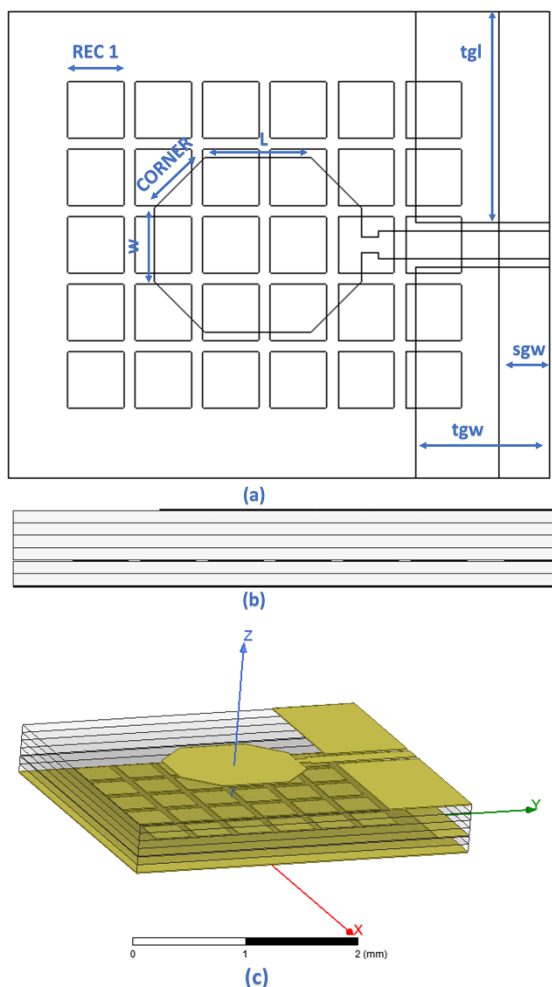 REC 1
tgl
L
CORNER
w
sgw
tgw
(a)
(b)
Z
Y
X
0 1 2 (mm)
(c)